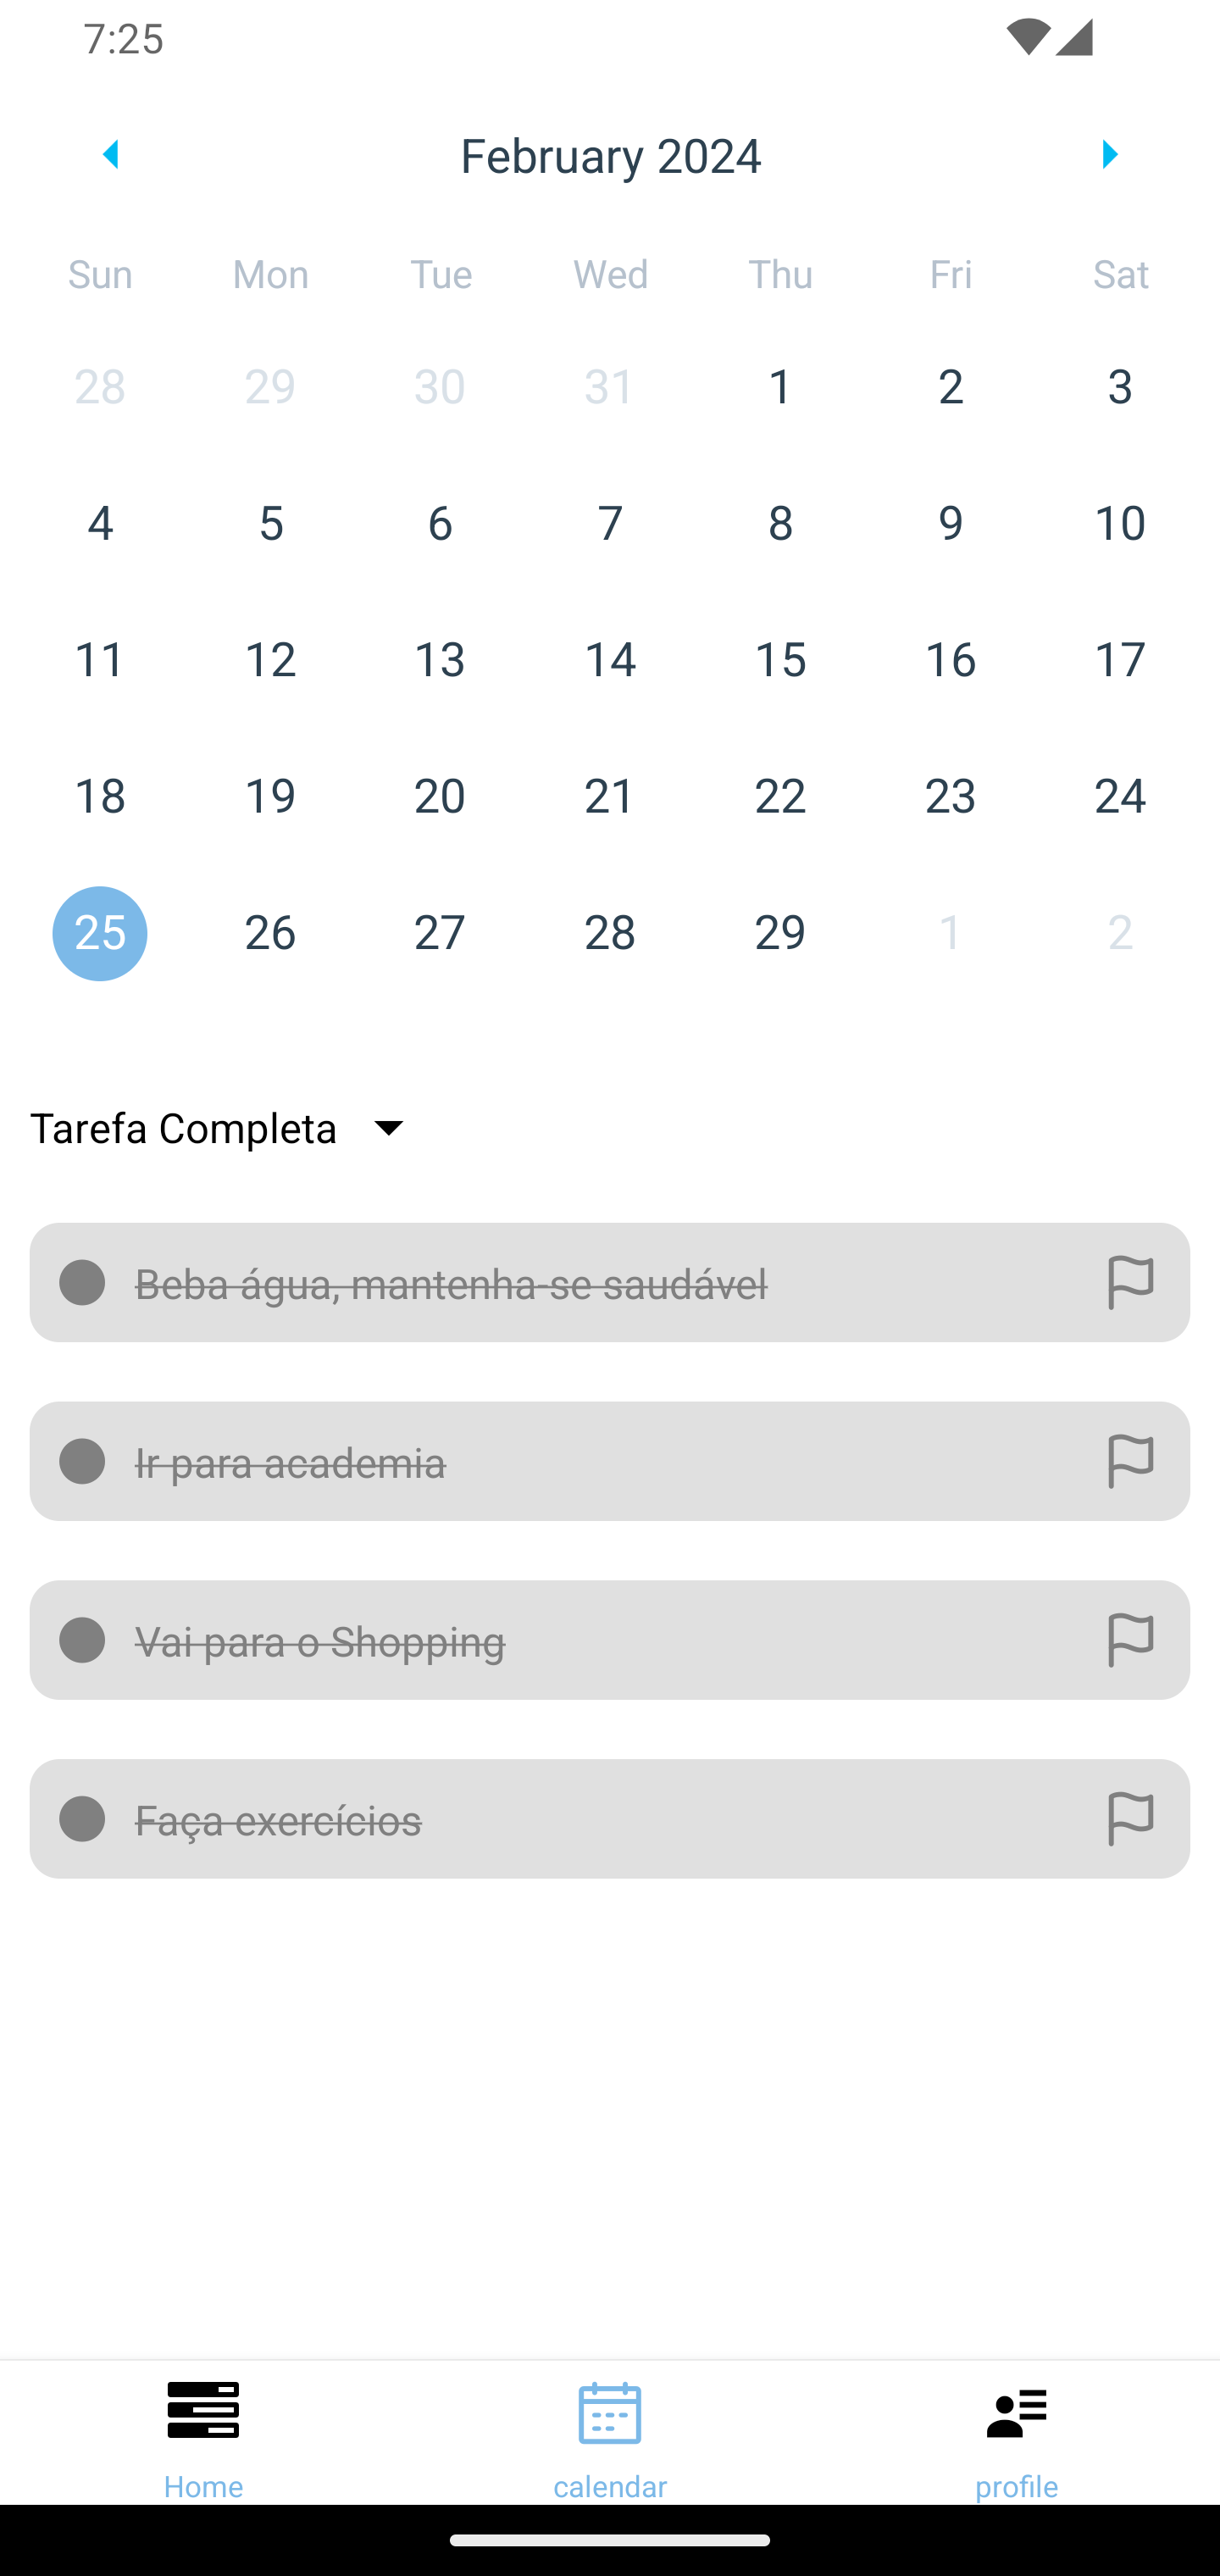 7:25
February 2024
Sun Mon Tue Wed Thu Fri Sat
28 29 30 31 1 2 3
4 5 6 7 8 9 10
11 12 13 14 15 16 17
18 19 20 21 22 23 24
25 26 27 28 29 1 2
Tarefa Completa
Beba água, mantenha-se saudável
Ir para academia
Vai para o Shopping
Faça exercícios
Home calendar profile